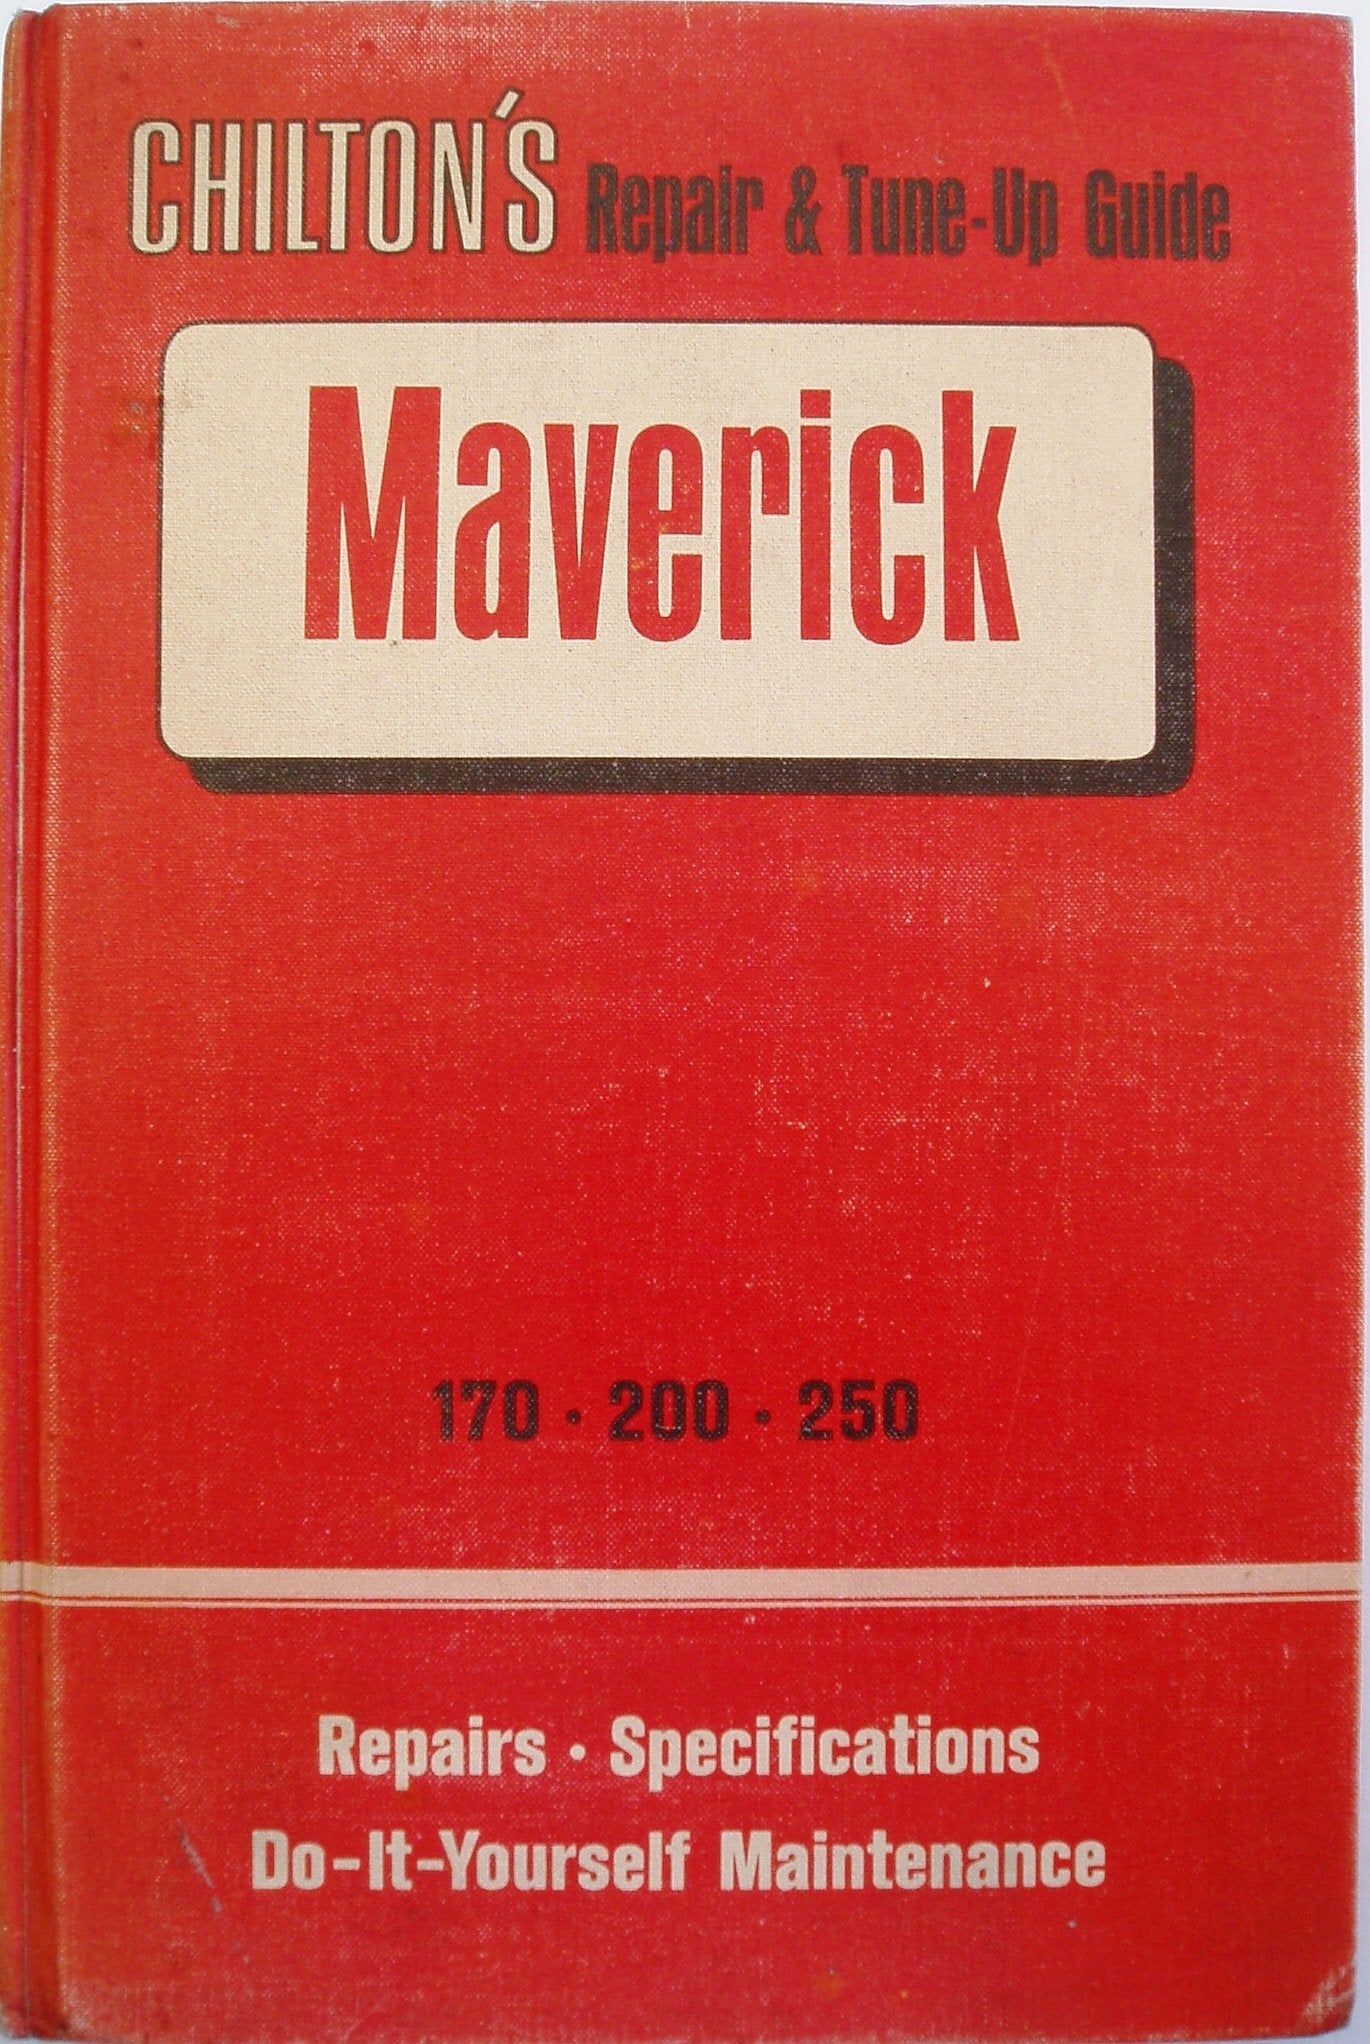 CHILTON'S Repair & Tune-Up Guide
Maverick
170 · 200 · 250
Repairs · Specifications
Do-It-Yourself Maintenance